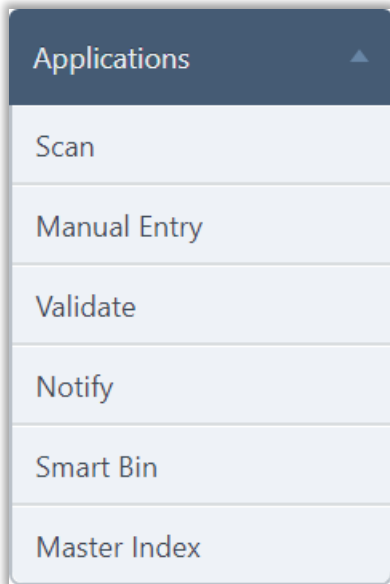 Applications
Scan
Manual Entry
Validate
Notify
Smart Bin
Master Index